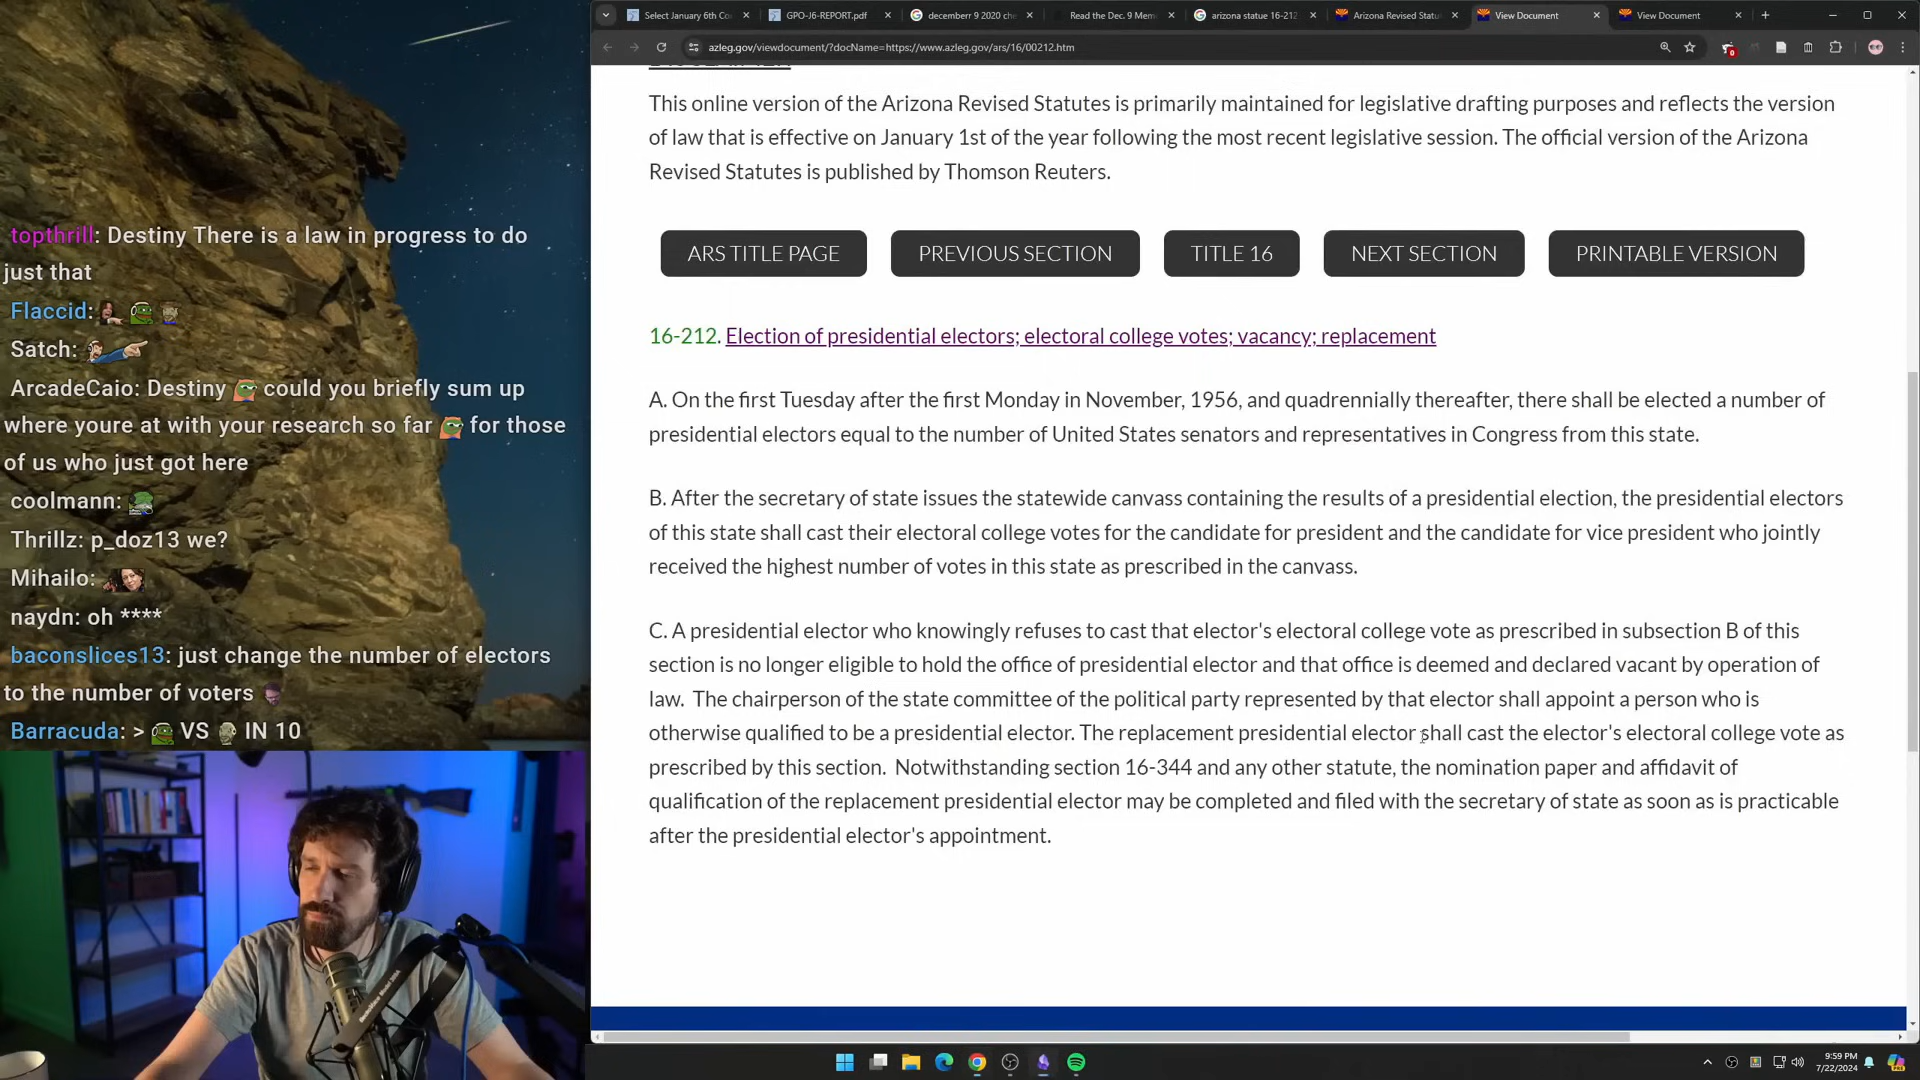 Select January 6th Co
GPO-J6-REPORT.pdf
decemberr 9 2020 che
Read the Dec. 9 Mem
arizona statue 16-212
Arizona Revised Statut
View Document
View Document
azleg.gov/viewdocument/?docName=https://www.azleg.gov/ars/16/00212.htm
This online version of the Arizona Revised Statutes is primarily maintained for legislative drafting purposes and reflects the version
of law that is effective on January 1st of the year following the most recent legislative session. The official version of the Arizona
Revised Statutes is published by Thomson Reuters.
ARS TITLE PAGE
PREVIOUS SECTION
TITLE 16
NEXT SECTION
PRINTABLE VERSION
16-212. Election of presidential electors; electoral college votes; vacancy; replacement
A. On the first Tuesday after the first Monday in November, 1956, and quadrennially thereafter, there shall be elected a number of
presidential electors equal to the number of United States senators and representatives in Congress from this state.
B. After the secretary of state issues the statewide canvass containing the results of a presidential election, the presidential electors
of this state shall cast their electoral college votes for the candidate for president and the candidate for vice president who jointly
received the highest number of votes in this state as prescribed in the canvass.
C. A presidential elector who knowingly refuses to cast that elector's electoral college vote as prescribed in subsection B of this
section is no longer eligible to hold the office of presidential elector and that office is deemed and declared vacant by operation of
law. The chairperson of the state committee of the political party represented by that elector shall appoint a person who is
otherwise qualified to be a presidential elector. The replacement presidential elector shall cast the elector's electoral college vote as
prescribed by this section. Notwithstanding section 16-344 and any other statute, the nomination paper and affidavit of
qualification of the replacement presidential elector may be completed and filed with the secretary of state as soon as is practicable
after the presidential elector's appointment.
topthrill: Destiny There is a law in progress to do
just that
Flaccid:
Satch:
ArcadeCaio: Destiny could you briefly sum up
where youre at with your research so far for those
of us who just got here
coolmann:
Thrillz: p_doz13 we?
Mihailo:
naydn: oh ****
baconslices13: just change the number of electors
to the number of voters
Barracuda: > VS IN 10
9:59 PM
7/22/2024